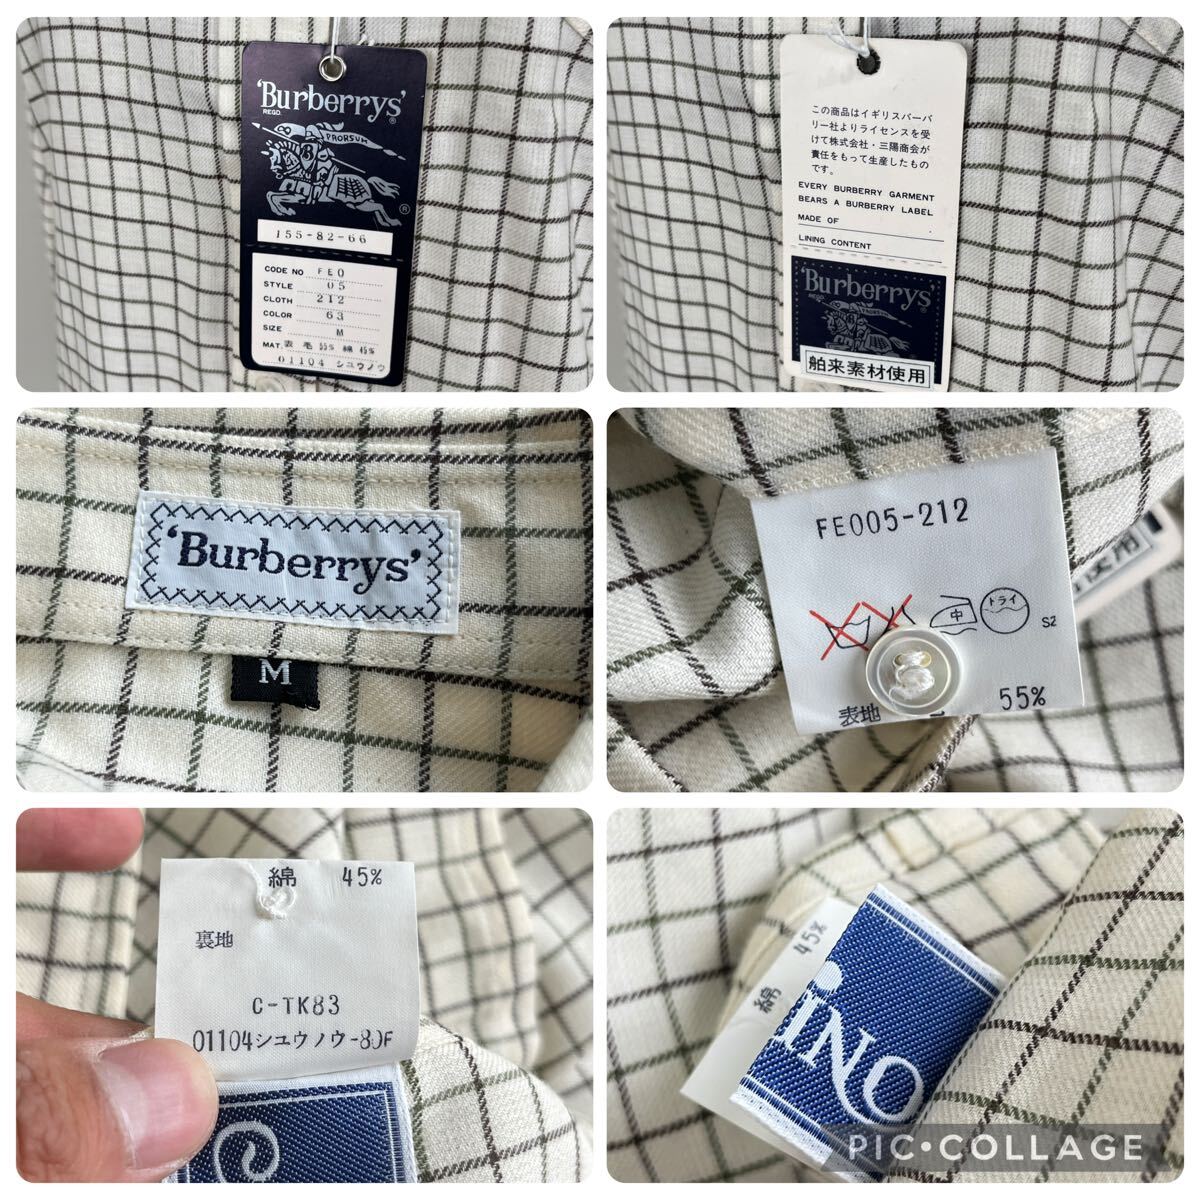 'Burberrys'
REGD.
®
PRORSUM
®
155-82-66
CODE NO FE0
STYLE 05
CLOTH 212
COLOR 63
SIZE M
MAT. 表 毛 55% 綿 45%
01104 シユウノウ
この商品はイギリスバーバ
リー社よりライセンスを受
けて株式会社・三陽商会が
責任をもって生産したもの
です。
EVERY BURBERRY GARMENT
BEARS A BURBERRY LABEL
MADE OF
LINING CONTENT
'Burberrys'
REGD.
舶来素材使用
'Burberrys'
M
FE005-212
中
ドライ
S2
表地
55%
用
綿 45%
裏地
C-TK83
01104シユウノウ-80F
綿 45%
iNO
PIC•COLLAGE